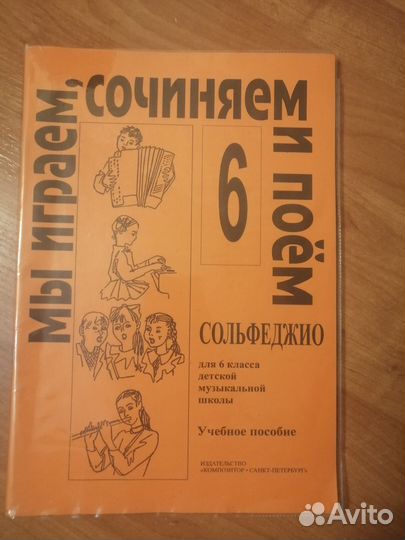 мы играем,
сочиняем
и поём
6
СОЛЬФЕДЖИО
для 6 класса
детской
музыкальной
школы
Учебное пособие
ИЗДАТЕЛЬСТВО
«КОМПОЗИТОР • САНКТ-ПЕТЕРБУРГ»
Avito